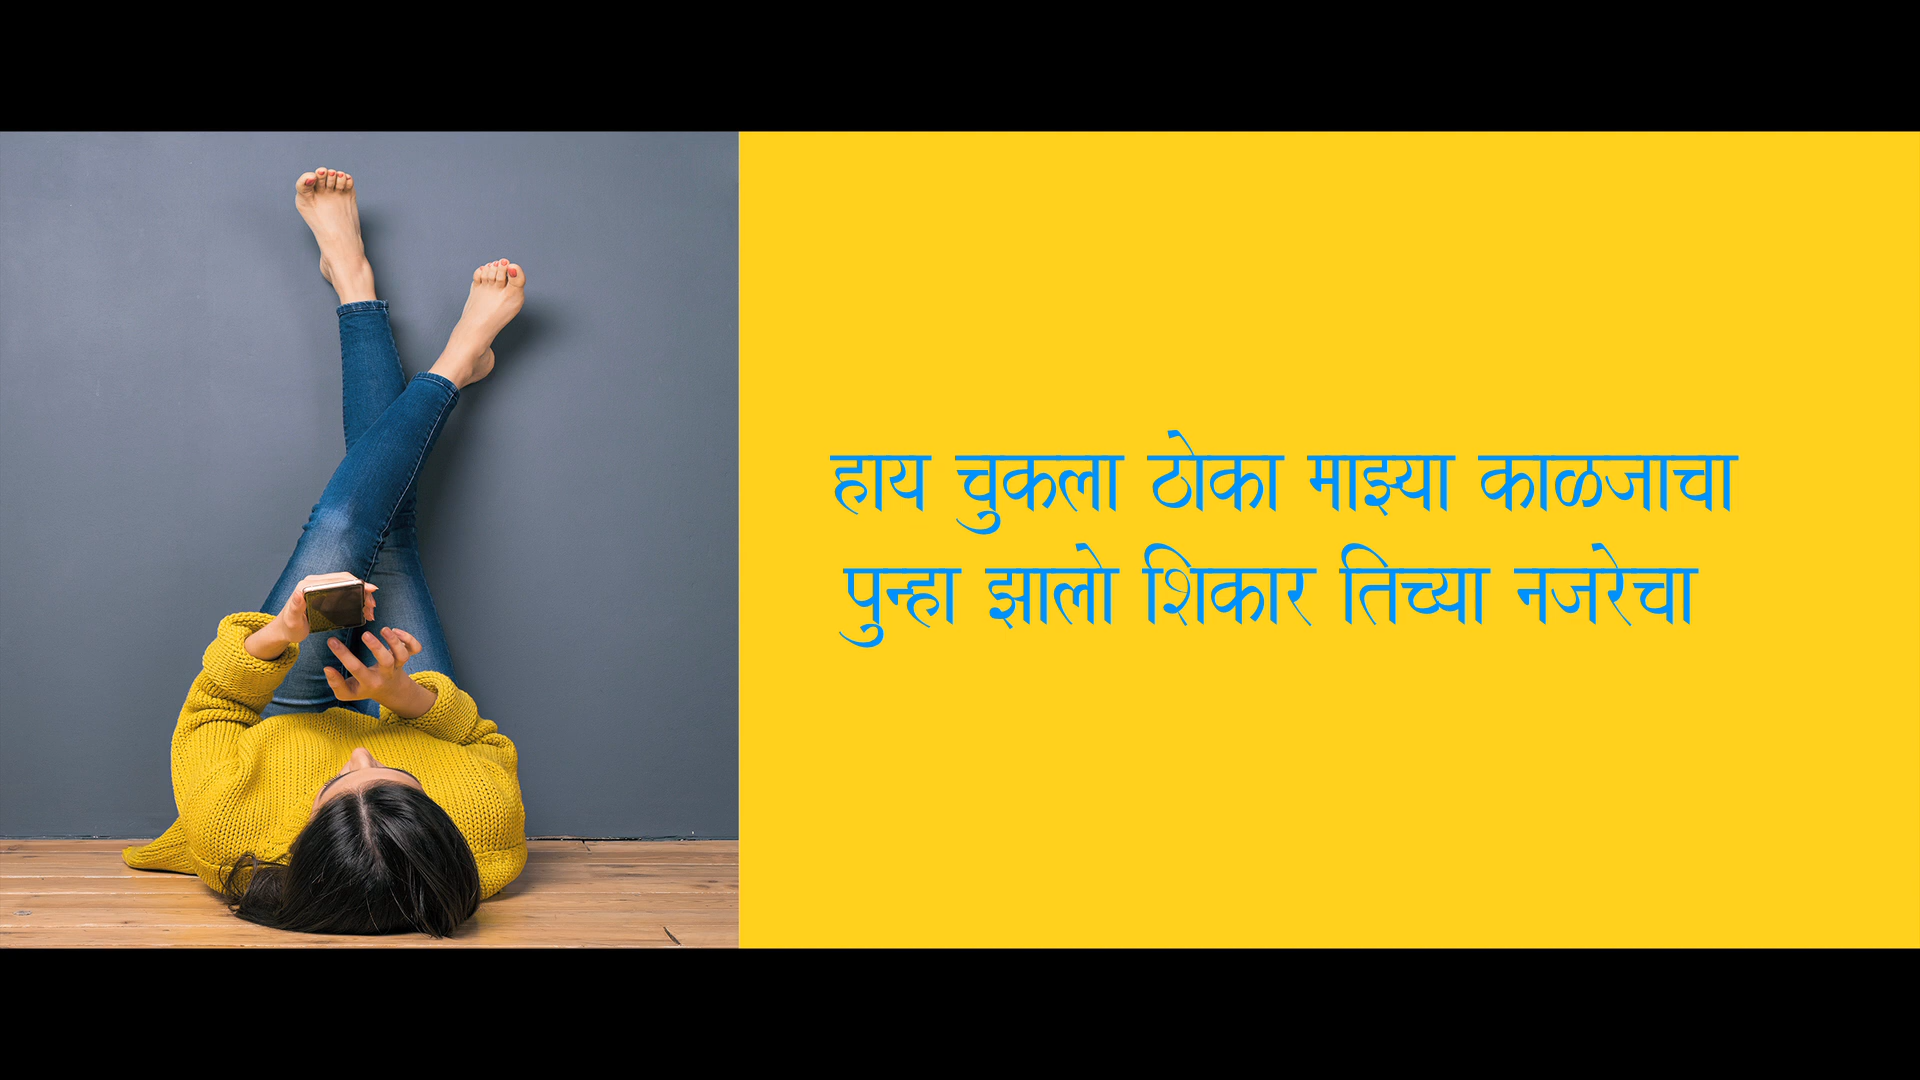 हाय चुकला ठोका माझ्या काळजाचा
पुन्हा झालो शिकार तिच्या नजरेचा